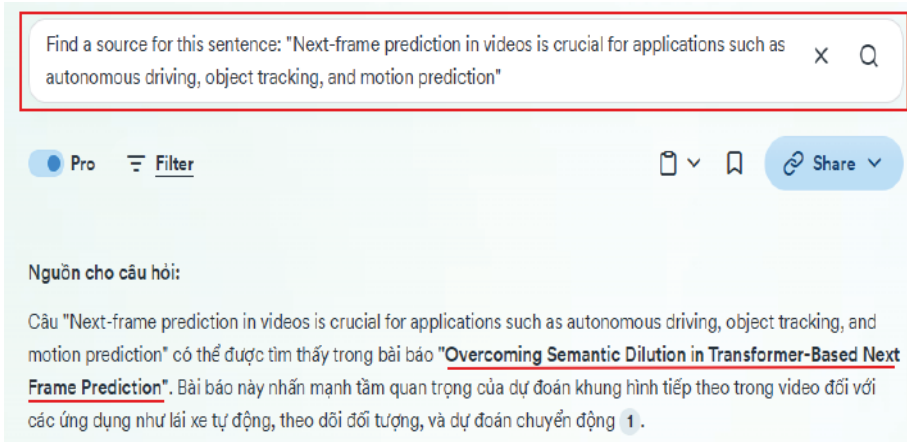 Find a source for this sentence: "Next-frame prediction in videos is crucial for applications such as
autonomous driving, object tracking, and motion prediction"
Pro Filter Share
Nguồn cho câu hỏi:
Câu "Next-frame prediction in videos is crucial for applications such as autonomous driving, object tracking, and
motion prediction" có thể được tìm thấy trong bài báo "Overcoming Semantic Dilution in Transformer-Based Next
Frame Prediction". Bài báo này nhấn mạnh tầm quan trọng của dự đoán khung hình tiếp theo trong video đối với
các ứng dụng như lái xe tự động, theo dõi đối tượng, và dự đoán chuyển động 1 .